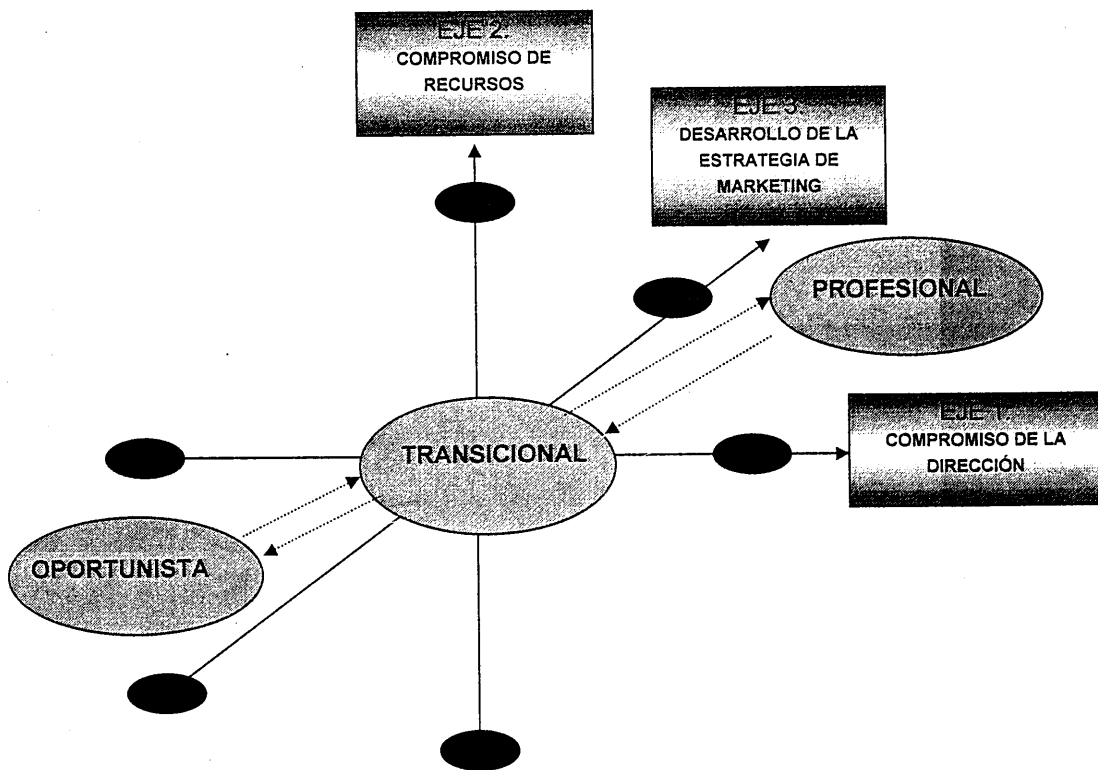 EJE 2.
COMPROMISO DE
RECURSOS
EJE 3.
DESARROLLO DE LA
ESTRATEGIA DE
MARKETING
PROFESIONAL
TRANSICIONAL
EJE 1.
COMPROMISO DE LA
DIRECCIÓN
OPORTUNISTA